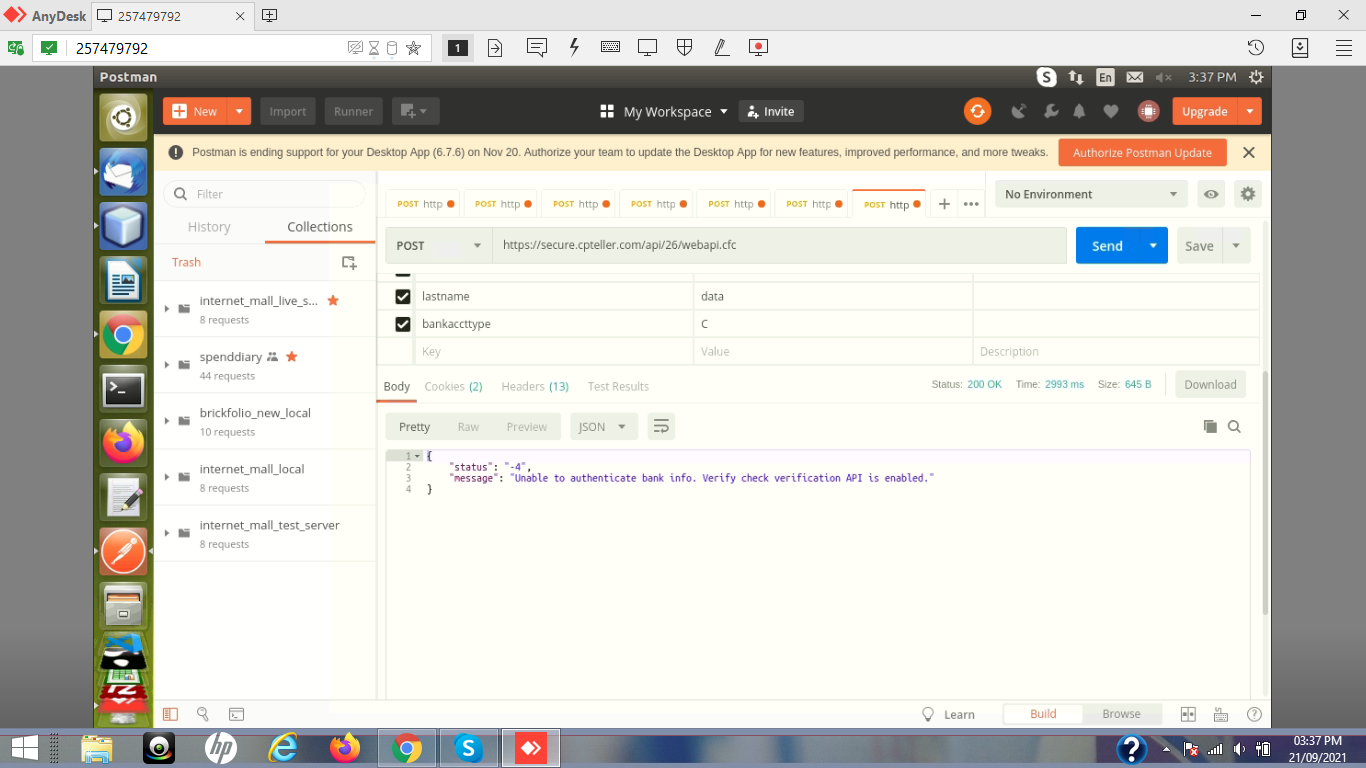 AnyDesk
257479792
257479792
1
Postman
En
3:37 PM
New
Import
Runner
My Workspace
Invite
Upgrade
Postman is ending support for your Desktop App (6.7.6) on Nov 20. Authorize your team to update the Desktop App for new features, improved performance, and more tweaks.
Authorize Postman Update
Filter
History
Collections
Trash
internet_mall_live_s...
8 requests
spenddiary
44 requests
brickfolio_new_local
10 requests
internet_mall_local
8 requests
internet_mall_test_server
8 requests
POST http
POST http
POST http
POST http
POST http
POST http
POST http
No Environment
POST
https://secure.cpteller.com/api/26/webapi.cfc
Send
Save
lastname
data
bankaccttype
C
Key
Value
Description
Body
Cookies (2)
Headers (13)
Test Results
Status: 200 OK
Time: 2993 ms
Size: 645 B
Download
Pretty
Raw
Preview
JSON
1 {
2 "status": "-4",
3 "message": "Unable to authenticate bank info. Verify check verification API is enabled."
4 }
Learn
Build
Browse
03:37 PM
21/09/2021